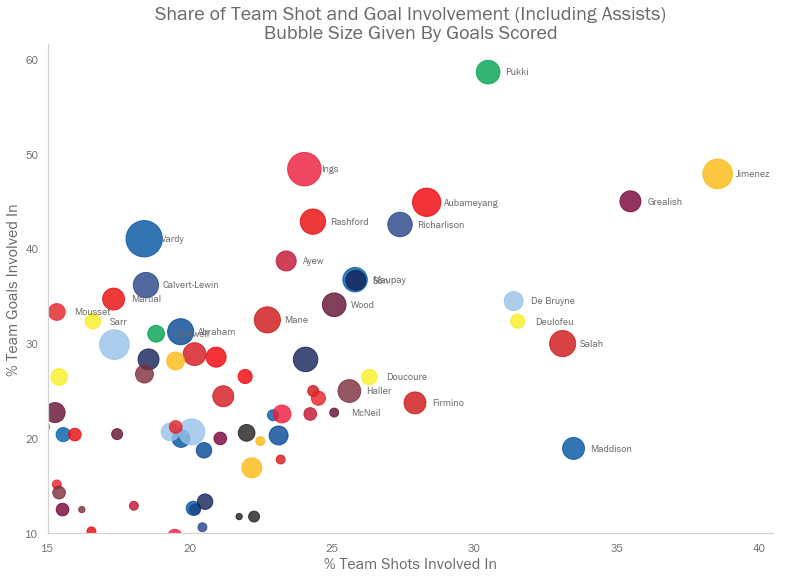 Share of Team Shot and Goal Involvement (Including Assists)
Bubble Size Given By Goals Scored
60
Pukki
50
Ings
Jimenez
Grealish
Aubameyang
Rashford
Richarlison
40
Vardy
Ayew
Maupay
Calvert-Lewin
Martial
Wood
De Bruyne
Mousset
Sarr
Mane
Deulofeu
Abraham
30
Salah
Doucoure
Haller
Firmino
McNeil
20
Maddison
10
% Team Goals Involved In
15
20
25
30
35
40
% Team Shots Involved In